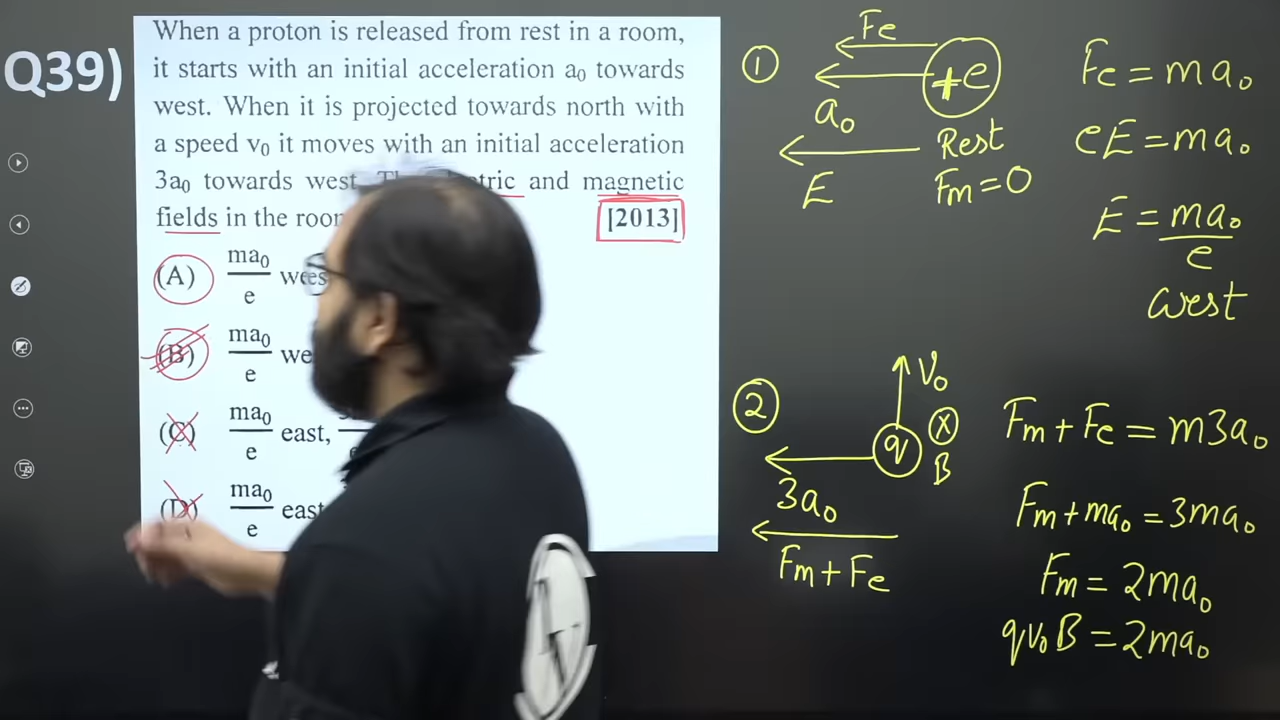 Q39)
When a proton is released from rest in a room,
it starts with an initial acceleration a₀ towards
west. When it is projected towards north with
a speed v₀ it moves with an initial acceleration
3a₀ towards west. and magnetic
fields in the room
[2013]
(A) ma₀/e
(B) ma₀/e
(C) ma₀/e east,
(D) ma₀/e east
① Fe
+e
a₀
E
Rest
Fm = 0
Fe = ma₀
eE = ma₀
E = ma₀/e
west
② V₀
q
⊗
B
3a₀
Fm + Fe
Fm + Fe = m3a₀
Fm + ma₀ = 3ma₀
Fm = 2ma₀
qv₀B = 2ma₀